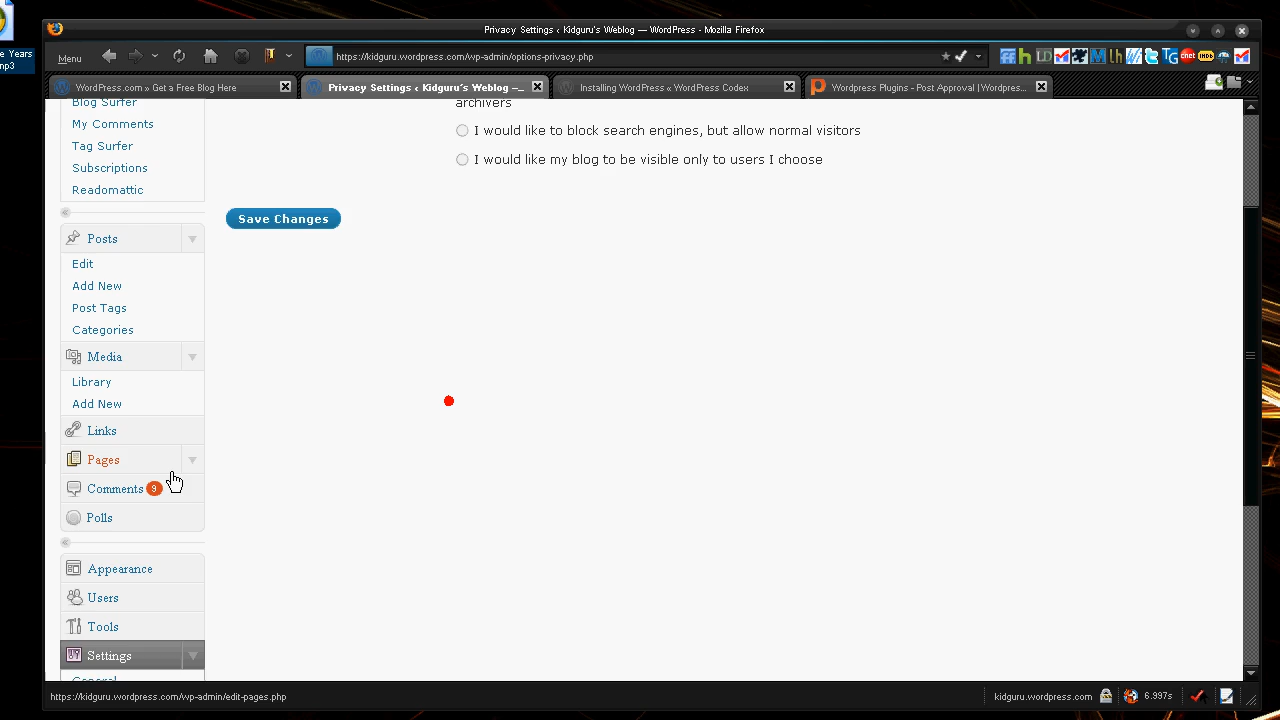 e Years
mp3
Privacy Settings ‹ Kidguru's Weblog — WordPress - Mozilla Firefox
Menu
https://kidguru.wordpress.com/wp-admin/options-privacy.php
WordPress.com » Get a Free Blog Here
Privacy Settings ‹ Kidguru's Weblog —...
Installing WordPress « WordPress Codex
Wordpress Plugins - Post Approval | Wordpres...
Blog Surfer
archivers
My Comments
I would like to block search engines, but allow normal visitors
Tag Surfer
I would like my blog to be visible only to users I choose
Subscriptions
Readomattic
Save Changes
Posts
Edit
Add New
Post Tags
Categories
Media
Library
Add New
Links
Pages
Comments 9
Polls
Appearance
Users
Tools
Settings
General
https://kidguru.wordpress.com/wp-admin/edit-pages.php
kidguru.wordpress.com
6.997s